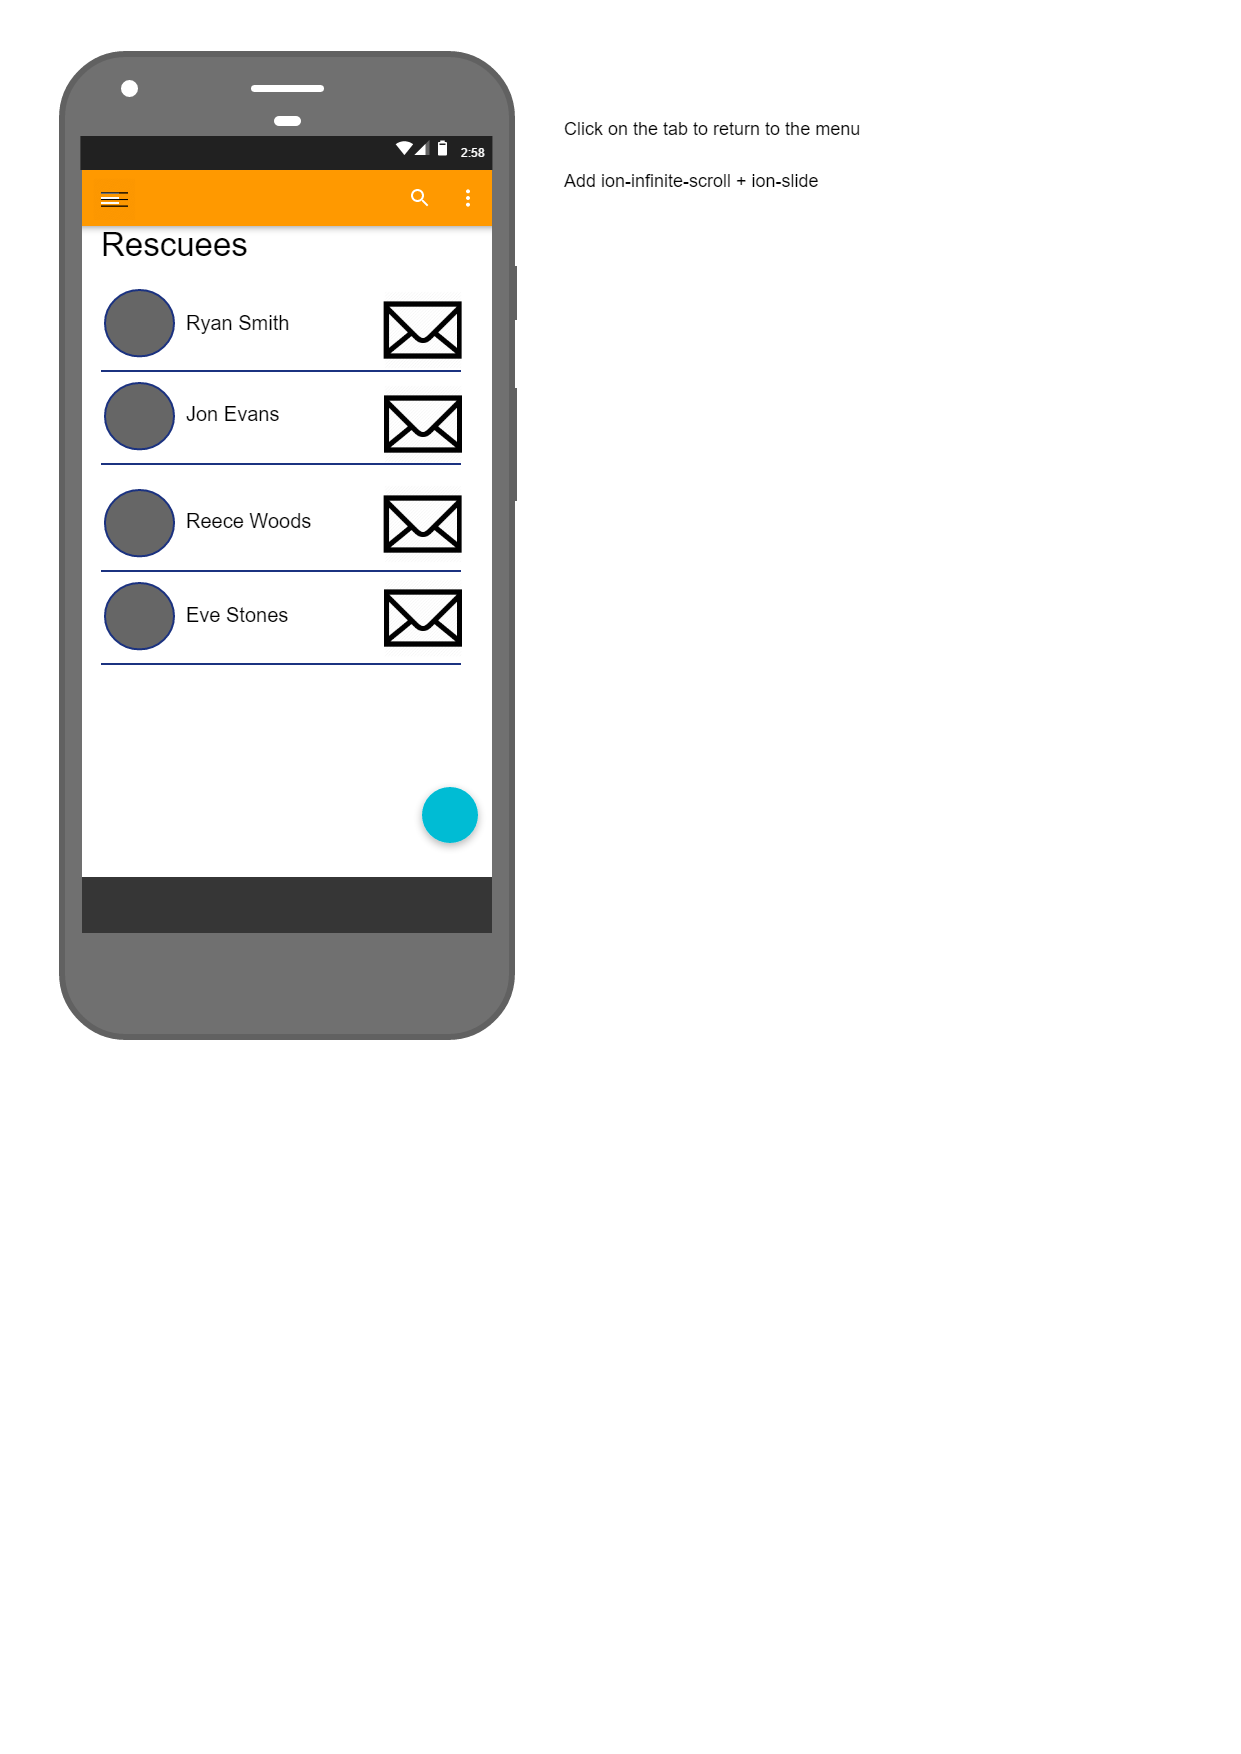 2:58
Rescuees
Ryan Smith
Jon Evans
Reece Woods
Eve Stones
Click on the tab to return to the menu
Add ion-infinite-scroll + ion-slide